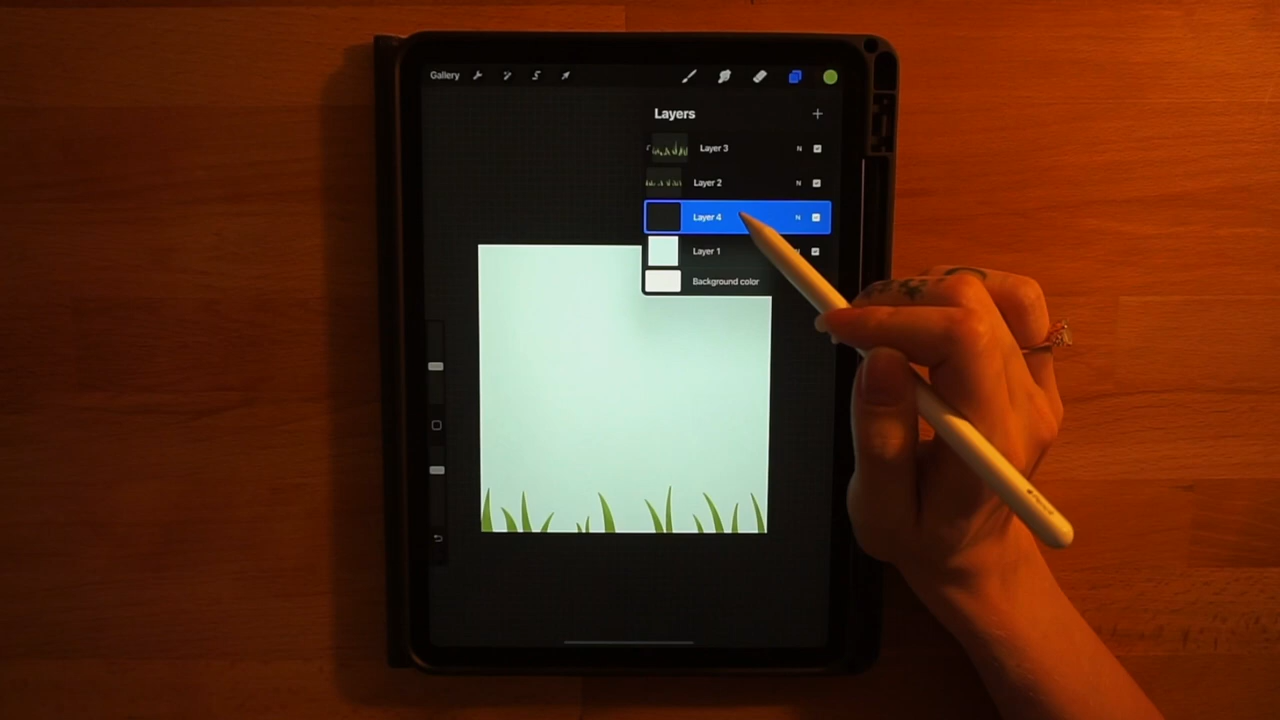 Gallery
Layers
Layer 3
N
Layer 2
N
Layer 4
N
Layer 1
Background color